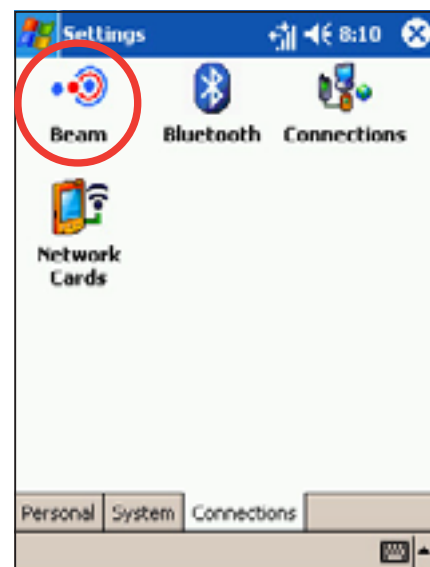 Settings 8:10
Beam Bluetooth Connections
Network
Cards
Personal System Connections